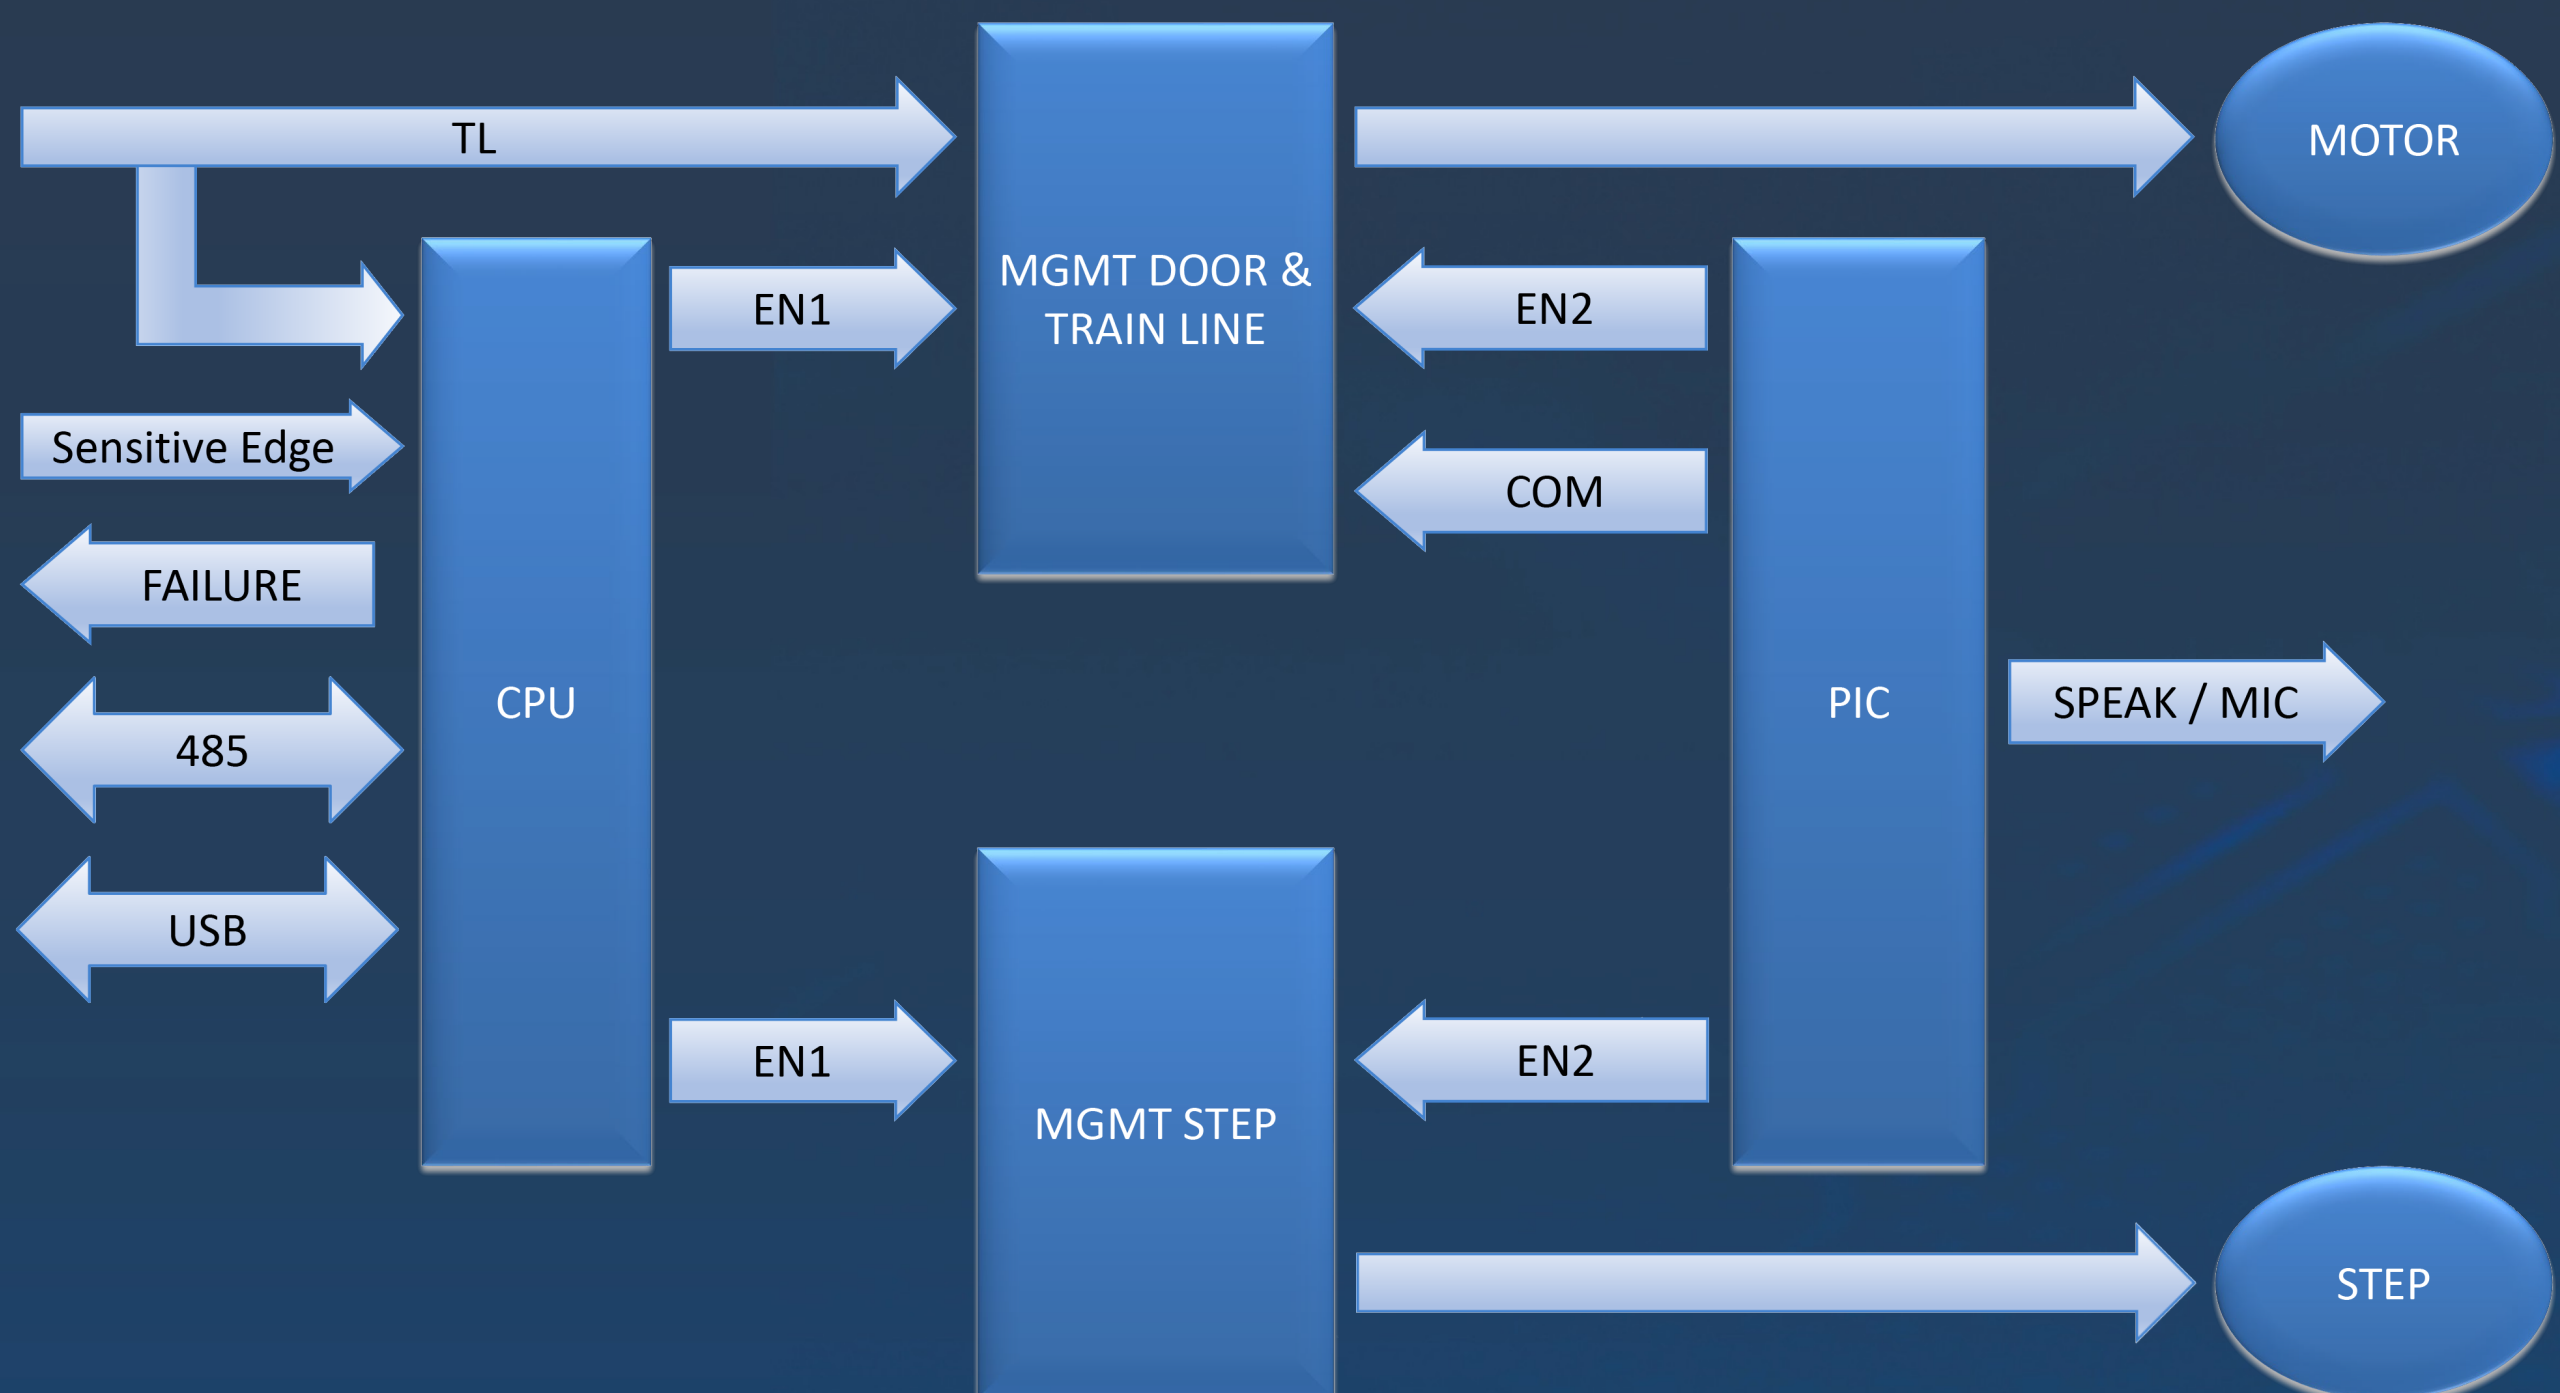 TL
MOTOR
MGMT DOOR &
TRAIN LINE
EN1
EN2
Sensitive Edge
COM
FAILURE
CPU
PIC
SPEAK / MIC
485
USB
EN1
EN2
MGMT STEP
STEP